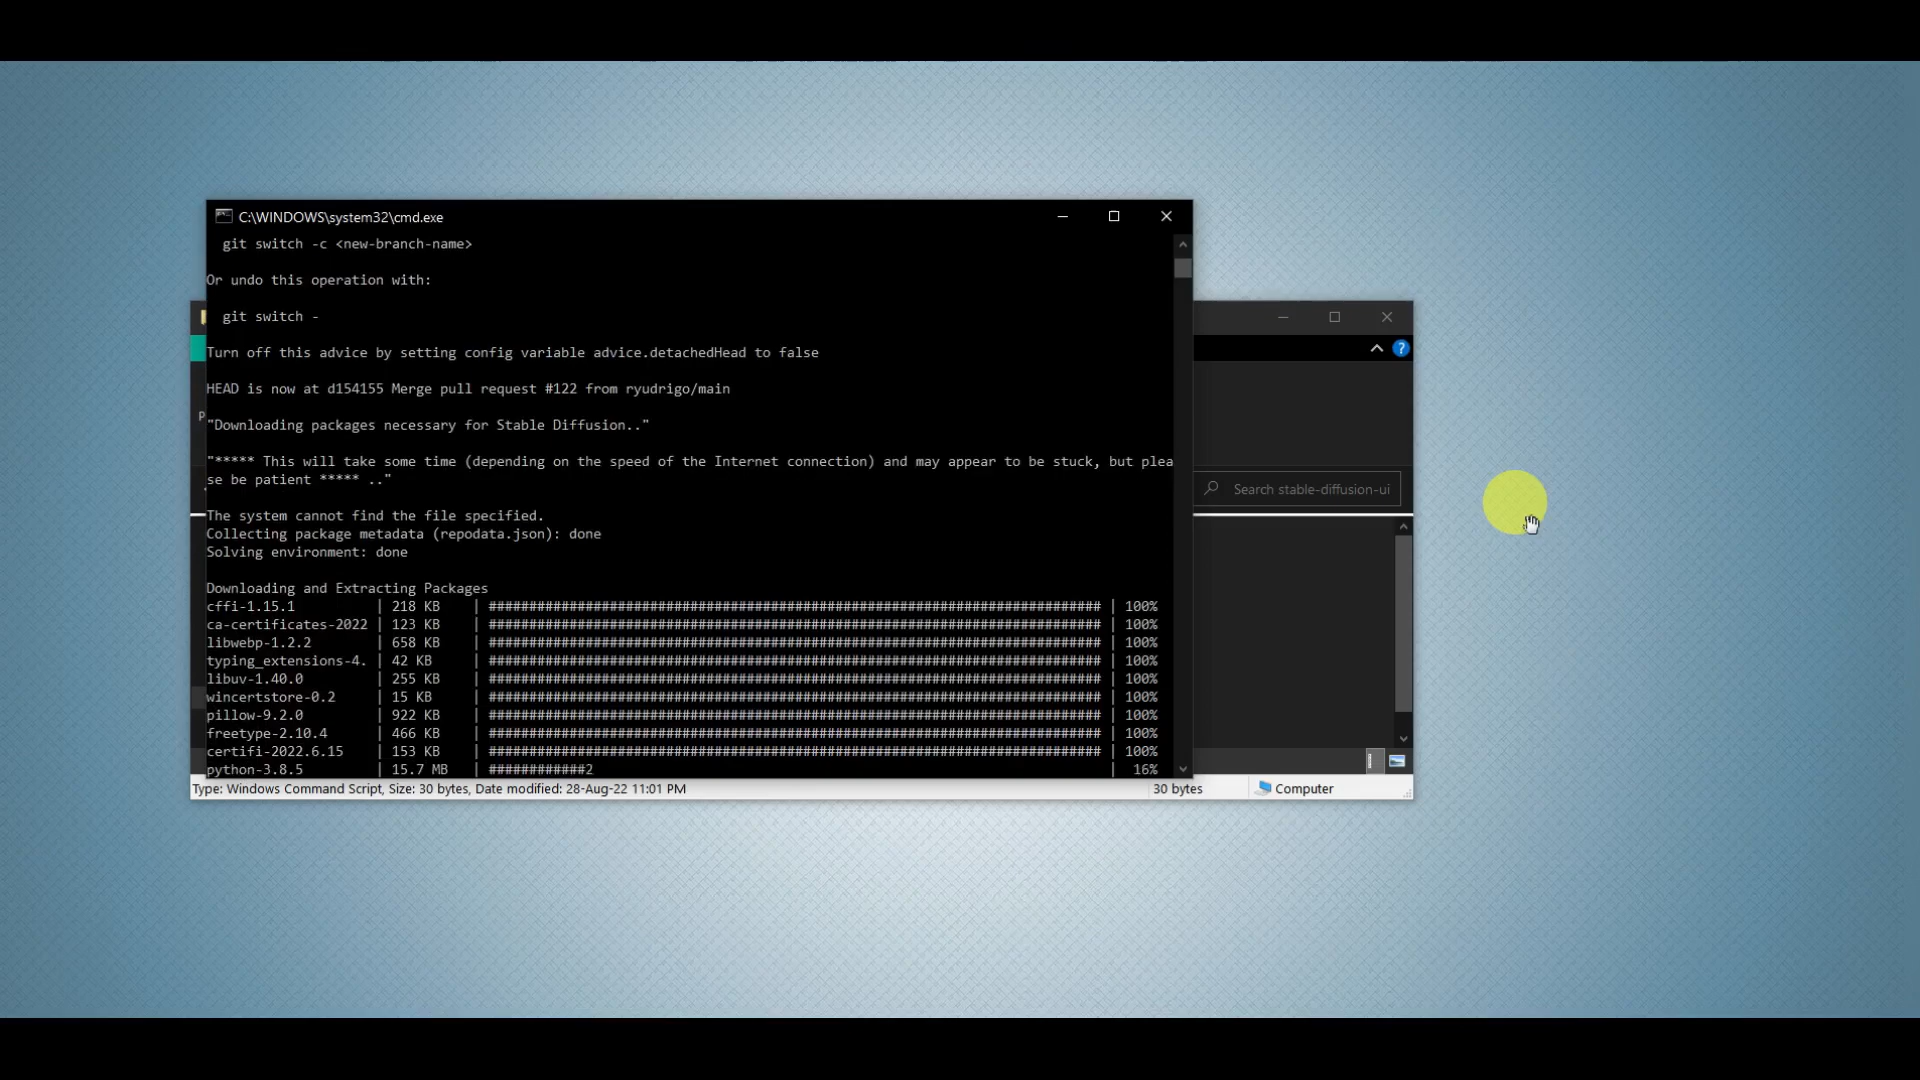 C:\WINDOWS\system32\cmd.exe
git switch -c <new-branch-name>
Or undo this operation with:
git switch -
Turn off this advice by setting config variable advice.detachedHead to false
HEAD is now at d154155 Merge pull request #122 from ryudrigo/main
"Downloading packages necessary for Stable Diffusion.."
"***** This will take some time (depending on the speed of the Internet connection) and may appear to be stuck, but plea
se be patient ***** .."
The system cannot find the file specified.
Collecting package metadata (repodata.json): done
Solving environment: done
Downloading and Extracting Packages
cffi-1.15.1 | 218 KB | ############################################################################ | 100%
ca-certificates-2022 | 123 KB | ############################################################################ | 100%
libwebp-1.2.2 | 658 KB | ############################################################################ | 100%
typing_extensions-4. | 42 KB | ############################################################################ | 100%
libuv-1.40.0 | 255 KB | ############################################################################ | 100%
wincertstore-0.2 | 15 KB | ############################################################################ | 100%
pillow-9.2.0 | 922 KB | ############################################################################ | 100%
freetype-2.10.4 | 466 KB | ############################################################################ | 100%
certifi-2022.6.15 | 153 KB | ############################################################################ | 100%
python-3.8.5 | 15.7 MB | ############2 | 16%
?
Search stable-diffusion-ui
Type: Windows Command Script, Size: 30 bytes, Date modified: 28-Aug-22 11:01 PM
30 bytes
Computer